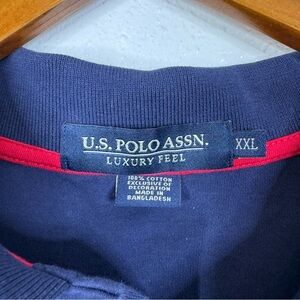 U.S. POLO ASSN.
LUXURY FEEL
XXL
100% COTTON
EXCLUSIVE OF
DECORATION
MADE IN
BANGLADESH